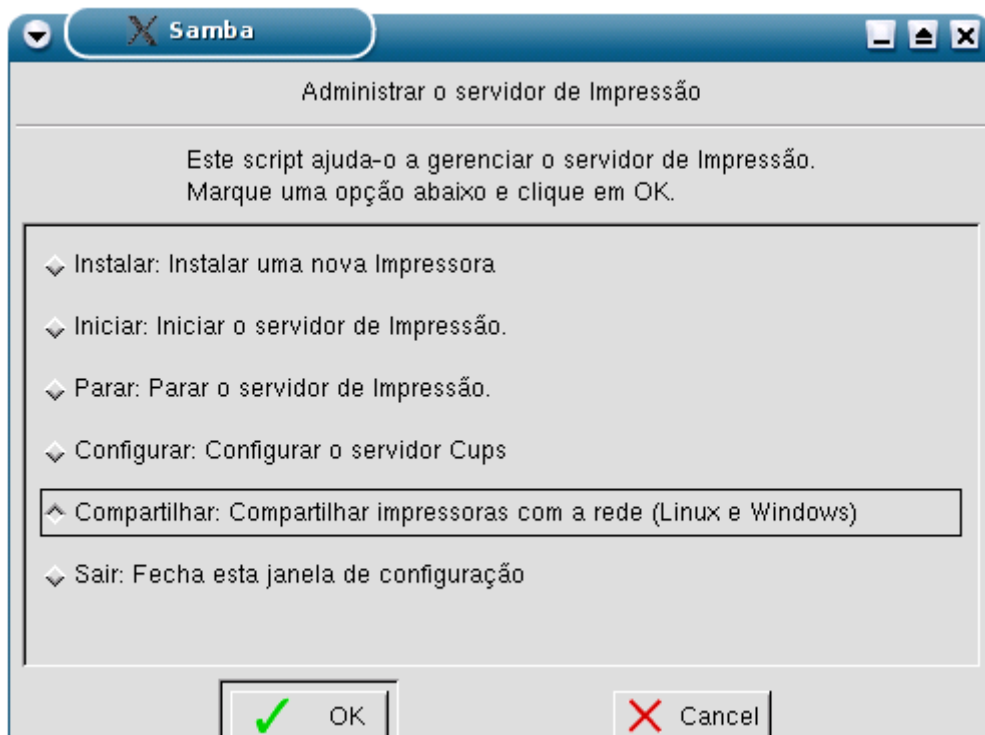 Samba
Administrar o servidor de Impressão
Este script ajuda-o a gerenciar o servidor de Impressão.
Marque uma opção abaixo e clique em OK.
Instalar: Instalar uma nova Impressora
Iniciar: Iniciar o servidor de Impressão.
Parar: Parar o servidor de Impressão.
Configurar: Configurar o servidor Cups
Compartilhar: Compartilhar impressoras com a rede (Linux e Windows)
Sair: Fecha esta janela de configuração
OK
Cancel